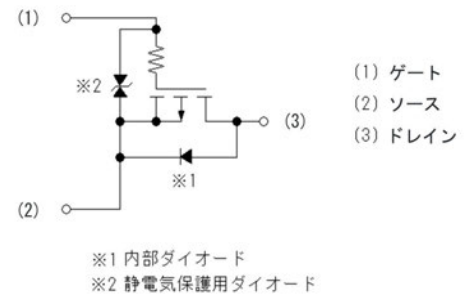 (1)
※2
(3)
※1
(2)
(1) ゲート
(2) ソース
(3) ドレイン
※1 内部ダイオード
※2 静電気保護用ダイオード